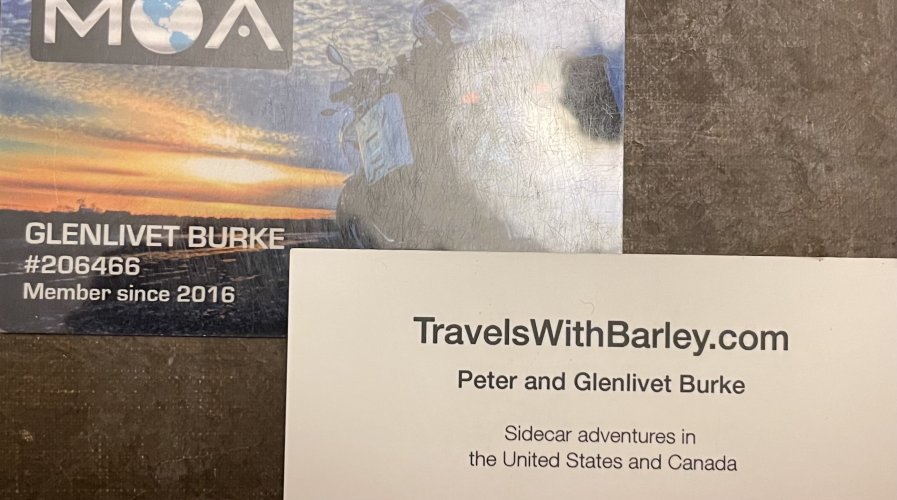 MOA
GLENLIVET BURKE
#206466
Member since 2016
TravelsWithBarley.com
Peter and Glenlivet Burke
Sidecar adventures in
the United States and Canada